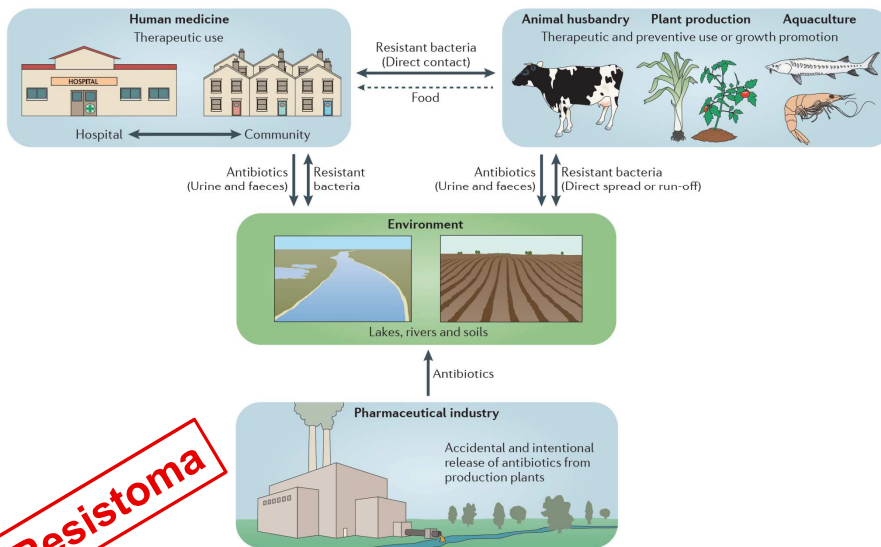 Human medicine
Therapeutic use
HOSPITAL
Hospital
Community
Resistant bacteria
(Direct contact)
Food
Animal husbandry
Plant production
Aquaculture
Therapeutic and preventive use or growth promotion
Antibiotics
(Urine and faeces)
Resistant
bacteria
Antibiotics
(Urine and faeces)
Resistant bacteria
(Direct spread or run-off)
Environment
Lakes, rivers and soils
Antibiotics
Pharmaceutical industry
Accidental and intentional
release of antibiotics from
production plants
Resistoma